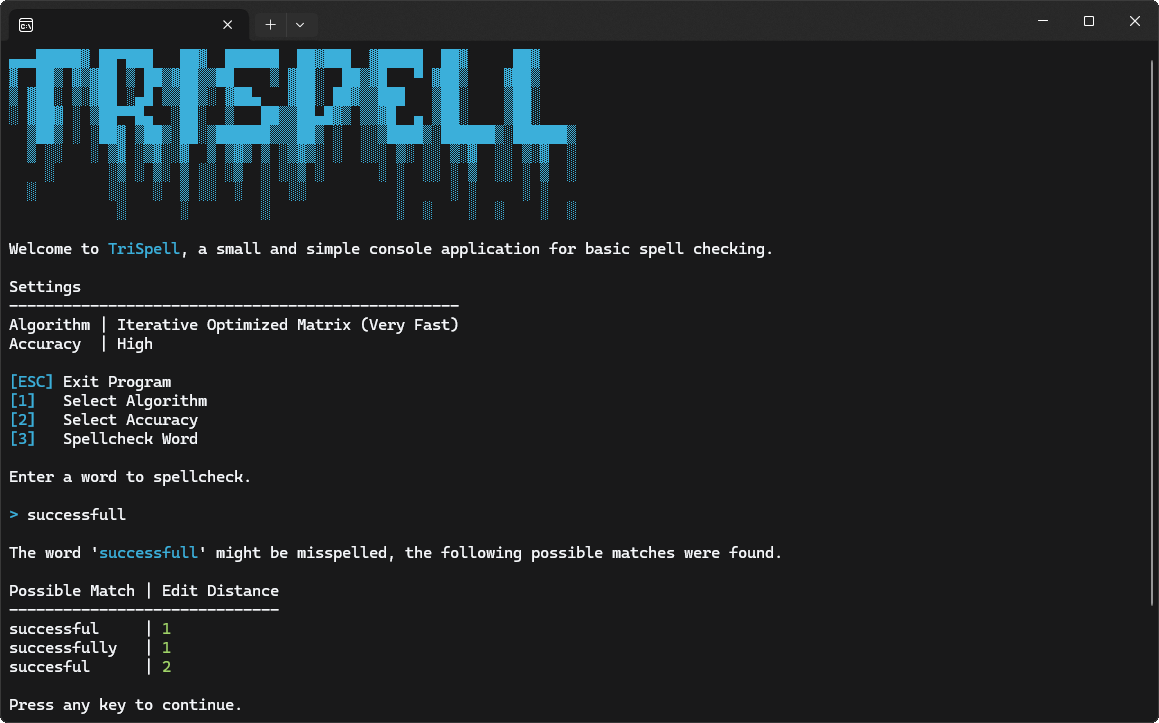 TRISPELL
Welcome to TriSpell, a small and simple console application for basic spell checking.
Settings
--------------------------------------------------
Algorithm | Iterative Optimized Matrix (Very Fast)
Accuracy  | High
[ESC] Exit Program
[1]   Select Algorithm
[2]   Select Accuracy
[3]   Spellcheck Word
Enter a word to spellcheck.
> successfull
The word 'successfull' might be misspelled, the following possible matches were found.
Possible Match | Edit Distance
------------------------------
successful     | 1
successfully   | 1
succesful      | 2
Press any key to continue.